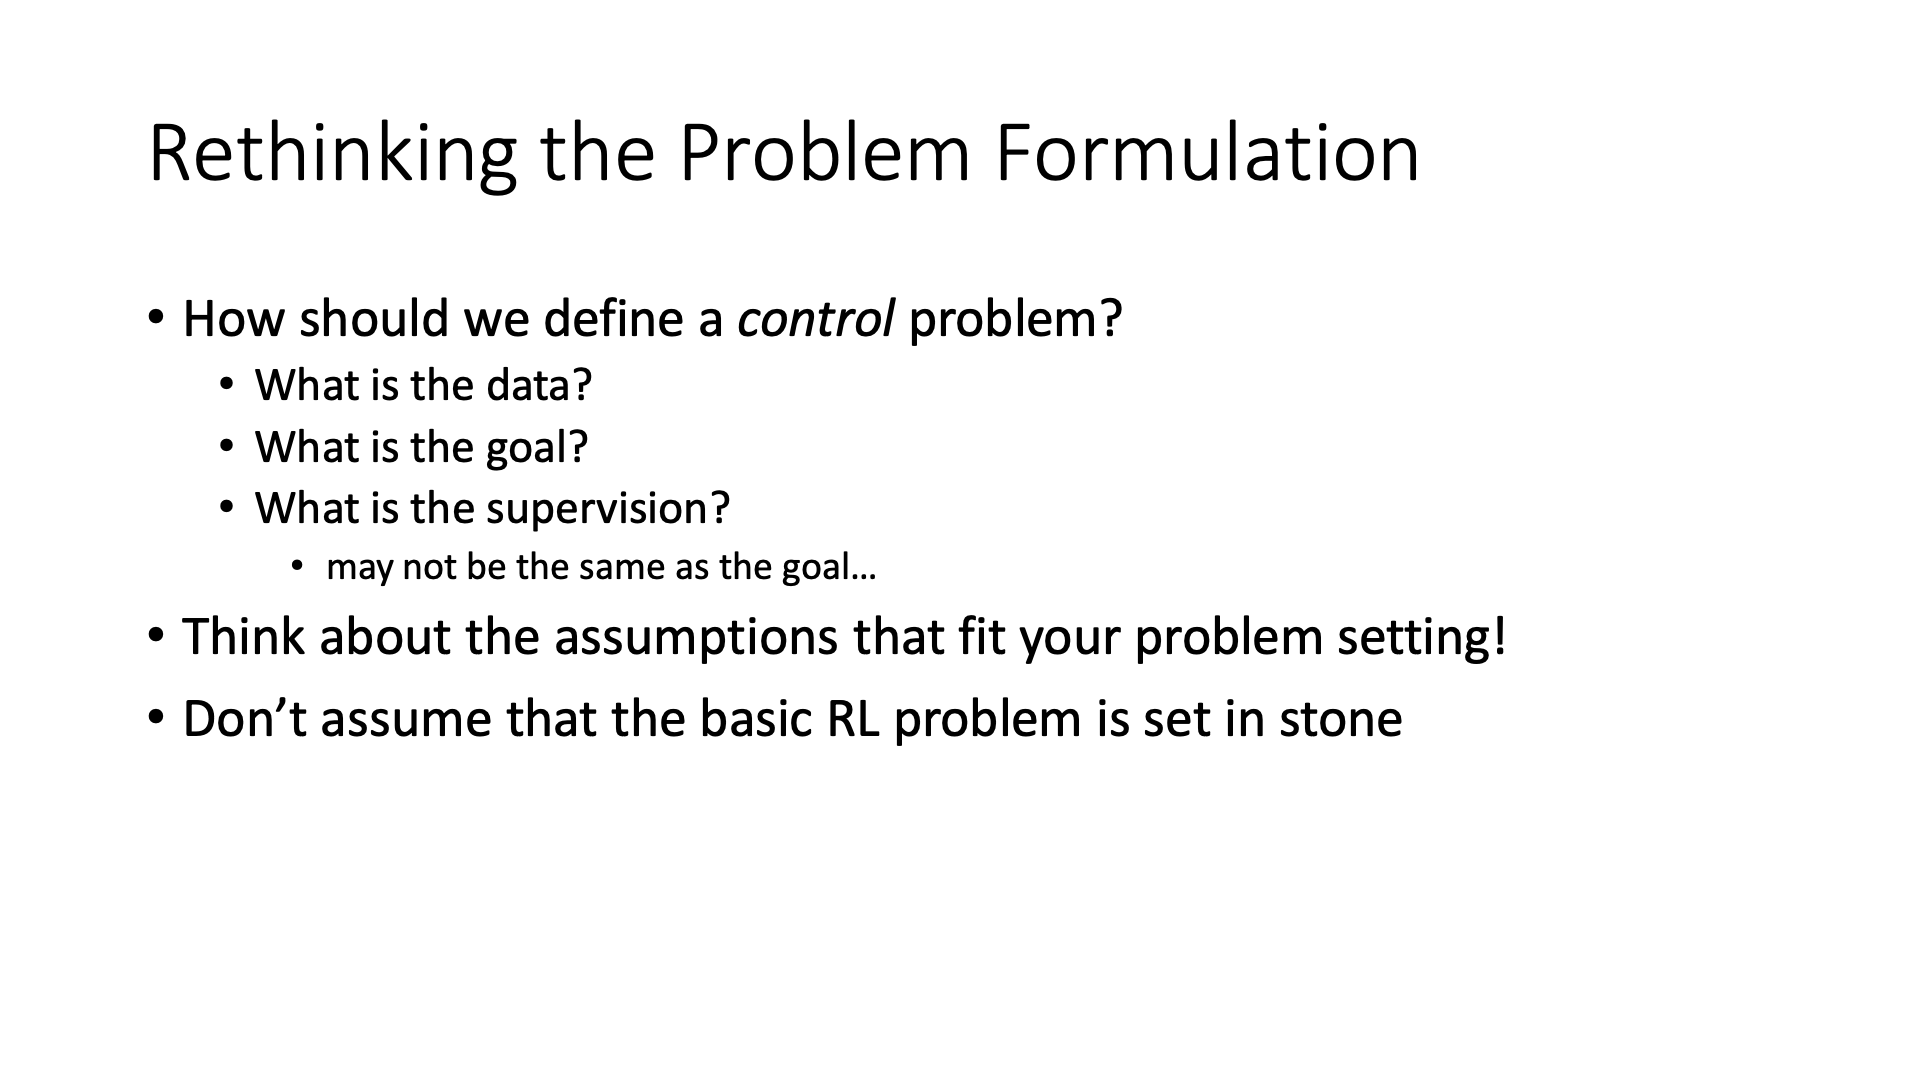 Rethinking the Problem Formulation
• How should we define a control problem?
• What is the data?
• What is the goal?
• What is the supervision?
• may not be the same as the goal…
• Think about the assumptions that fit your problem setting!
• Don’t assume that the basic RL problem is set in stone